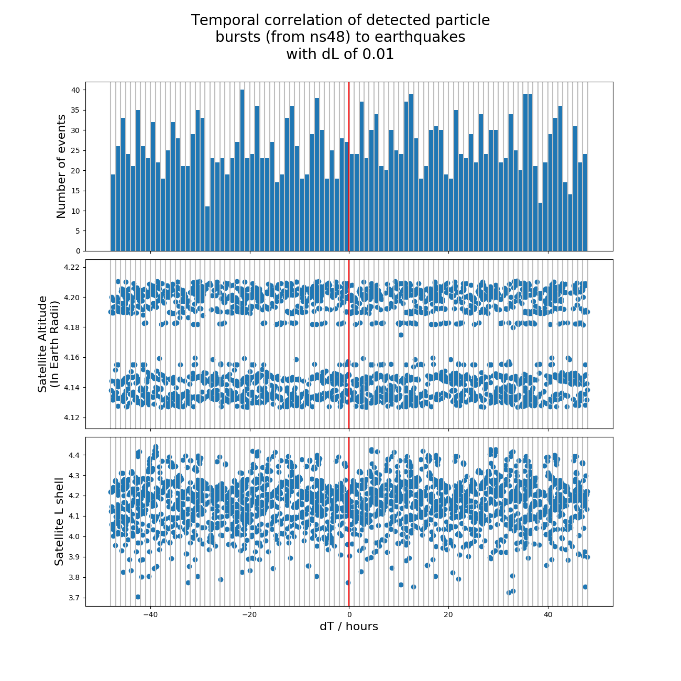 Temporal correlation of detected particle
bursts (from ns48) to earthquakes
with dL of 0.01
Number of events
40
35
30
25
20
15
10
5
0
Satellite Altitude
(In Earth Radii)
4.22
4.20
4.18
4.16
4.14
4.12
Satellite L shell
4.4
4.3
4.2
4.1
4.0
3.9
3.8
3.7
−40 −20 0 20 40
dT / hours